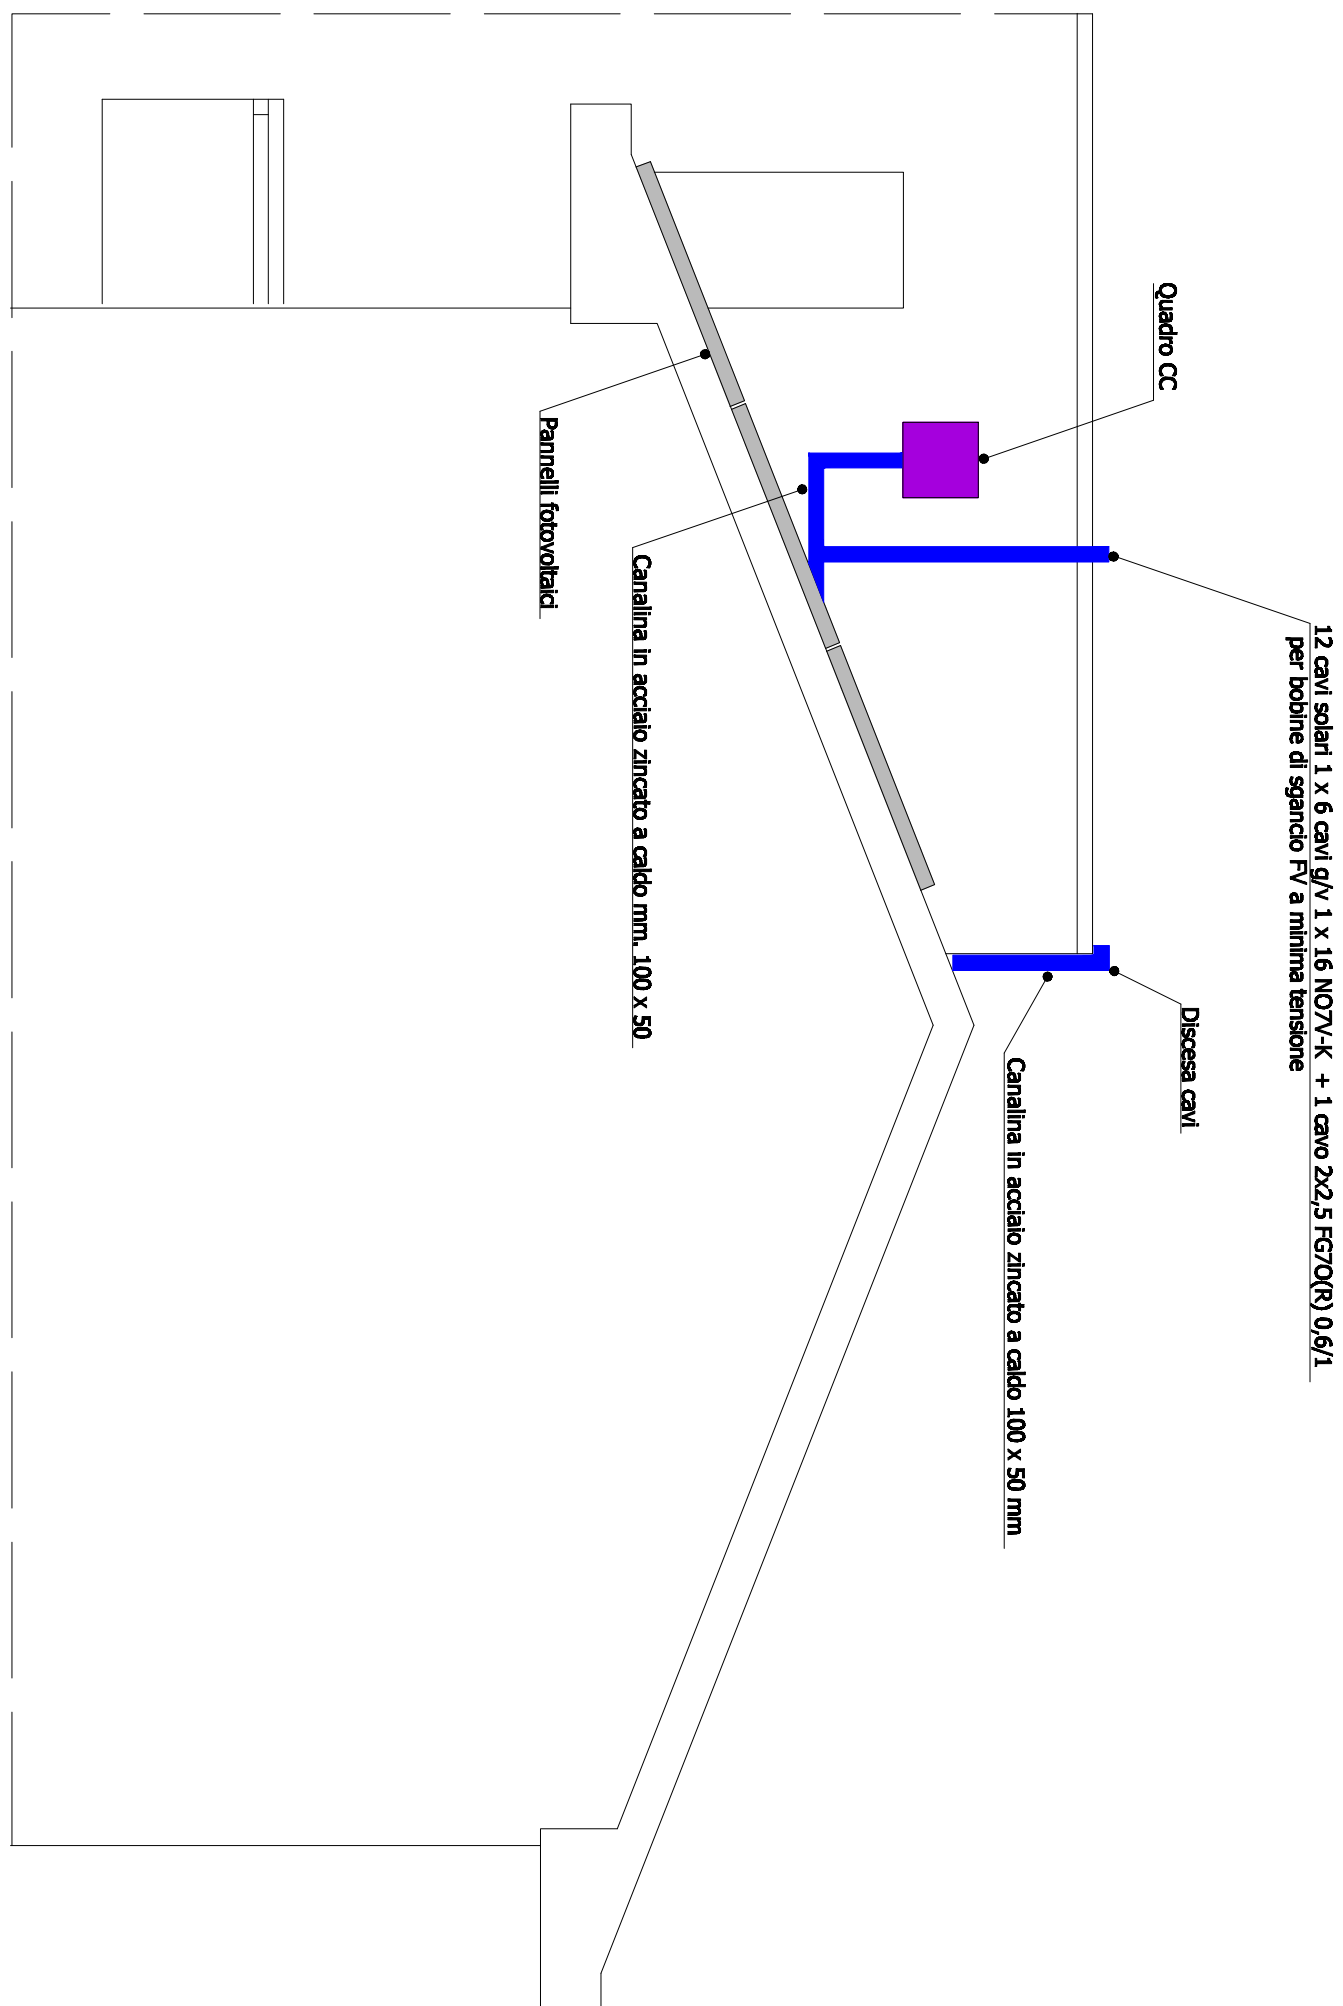 12 cavi solari 1 x 6 cavi g/v 1 x 16 NO7V-K + 1 cavo 2x2,5 FG7O(R) 0,6/1
per bobine di sgancio FV a minima tensione
Quadro CC
Discesa cavi
Canalina in acciaio zincato a caldo 100 x 50 mm
Canalina in acciaio zincato a caldo mm. 100 x 50
Pannelli fotovoltaici